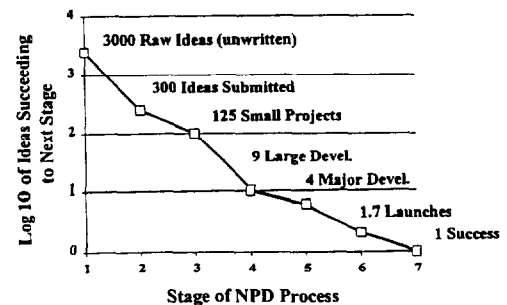 4
3000 Raw Ideas (unwritten)
3
300 Ideas Submitted
125 Small Projects
2
9 Large Devel.
4 Major Devel.
1
1.7 Launches
1 Success
0
1 2 3 4 5 6 7
Log 10 of Ideas Succeeding
to Next Stage
Stage of NPD Process